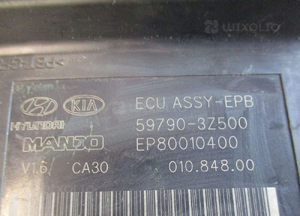 KIA ECU ASSY-EPB
HYUNDAI 59790-3Z500
MANDO EP80010400
V1.6 CA30 010.848.00